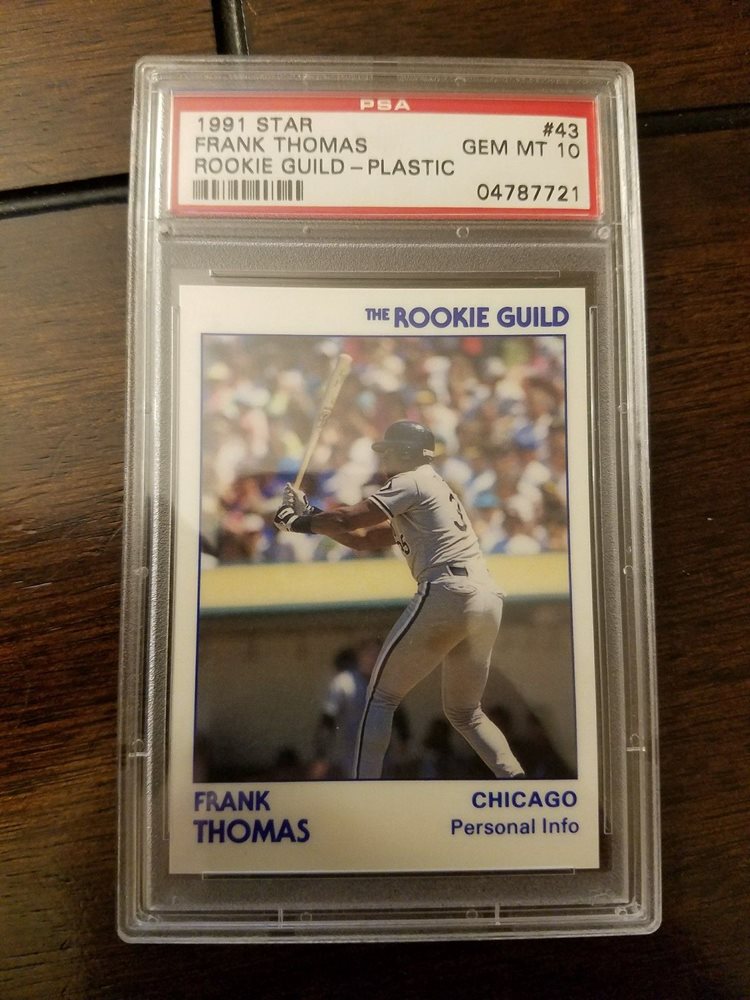 PSA
1991 STAR #43
FRANK THOMAS GEM MT 10
ROOKIE GUILD – PLASTIC
04787721
THE ROOKIE GUILD
FRANK CHICAGO
THOMAS Personal Info